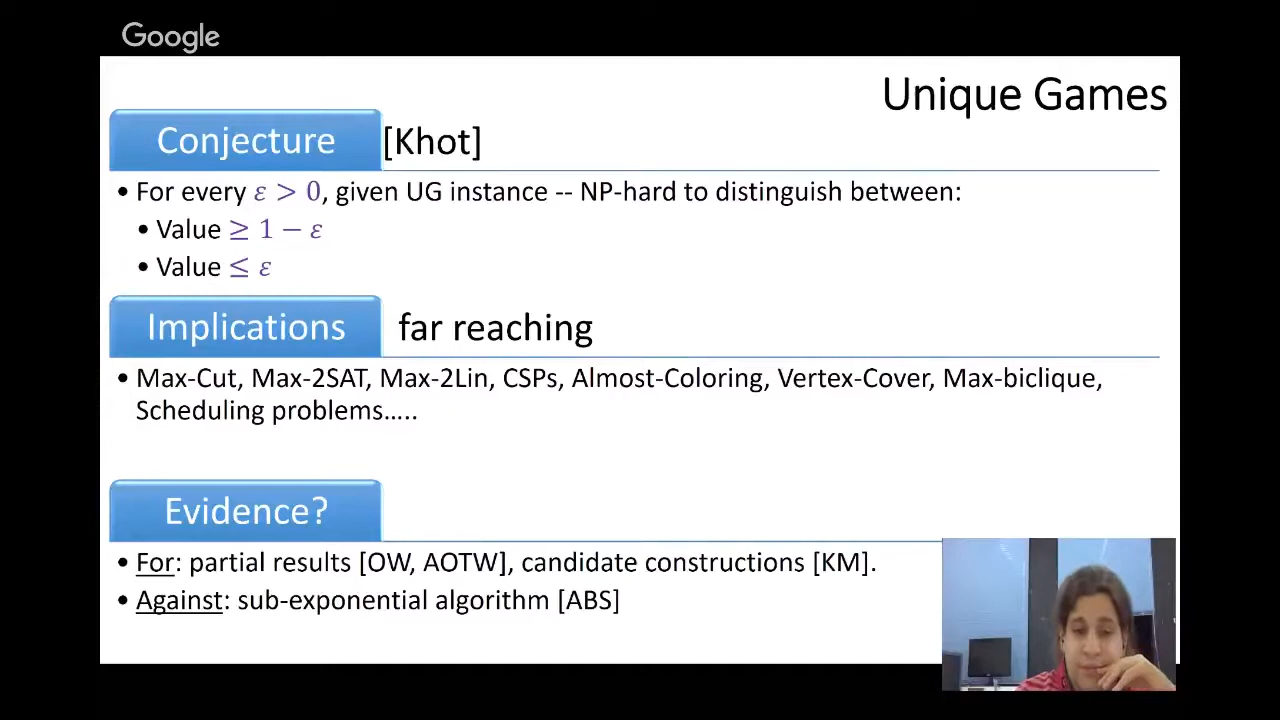 Google
Unique Games
Conjecture [Khot]
• For every ε > 0, given UG instance -- NP-hard to distinguish between:
• Value ≥ 1 − ε
• Value ≤ ε
Implications far reaching
• Max-Cut, Max-2SAT, Max-2Lin, CSPs, Almost-Coloring, Vertex-Cover, Max-biclique,
Scheduling problems.....
Evidence?
• For: partial results [OW, AOTW], candidate constructions [KM].
• Against: sub-exponential algorithm [ABS]